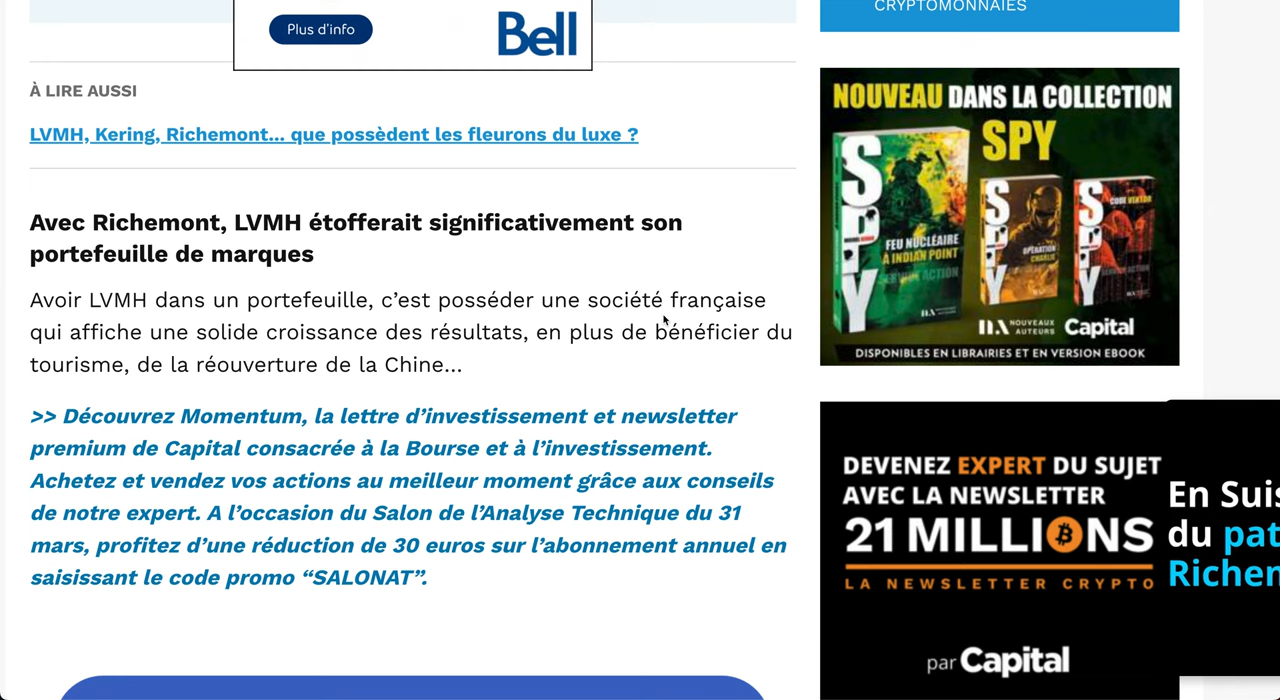 Plus d'info
Bell
À LIRE AUSSI
LVMH, Kering, Richemont... que possèdent les fleurons du luxe ?
Avec Richemont, LVMH étofferait significativement son
portefeuille de marques
Avoir LVMH dans un portefeuille, c’est posséder une société française
qui affiche une solide croissance des résultats, en plus de bénéficier du
tourisme, de la réouverture de la Chine…
>> Découvrez Momentum, la lettre d’investissement et newsletter
premium de Capital consacrée à la Bourse et à l’investissement.
Achetez et vendez vos actions au meilleur moment grâce aux conseils
de notre expert. A l’occasion du Salon de l’Analyse Technique du 31
mars, profitez d’une réduction de 30 euros sur l’abonnement annuel en
saisissant le code promo “SALONAT”.
CRYPTOMONNAIES
NOUVEAU DANS LA COLLECTION
SPY
SPY
FEU NUCLÉAIRE
À INDIAN POINT
SPY
OPÉRATION
CHARLIE
SPY
CODE VEKTOR
NOUVEAUX
AUTEURS
Capital
DISPONIBLES EN LIBRAIRIES ET EN VERSION EBOOK
DEVENEZ EXPERT DU SUJET
AVEC LA NEWSLETTER
21 MILLIONS
LA NEWSLETTER CRYPTO
par Capital
En Suis
du pat
Richem